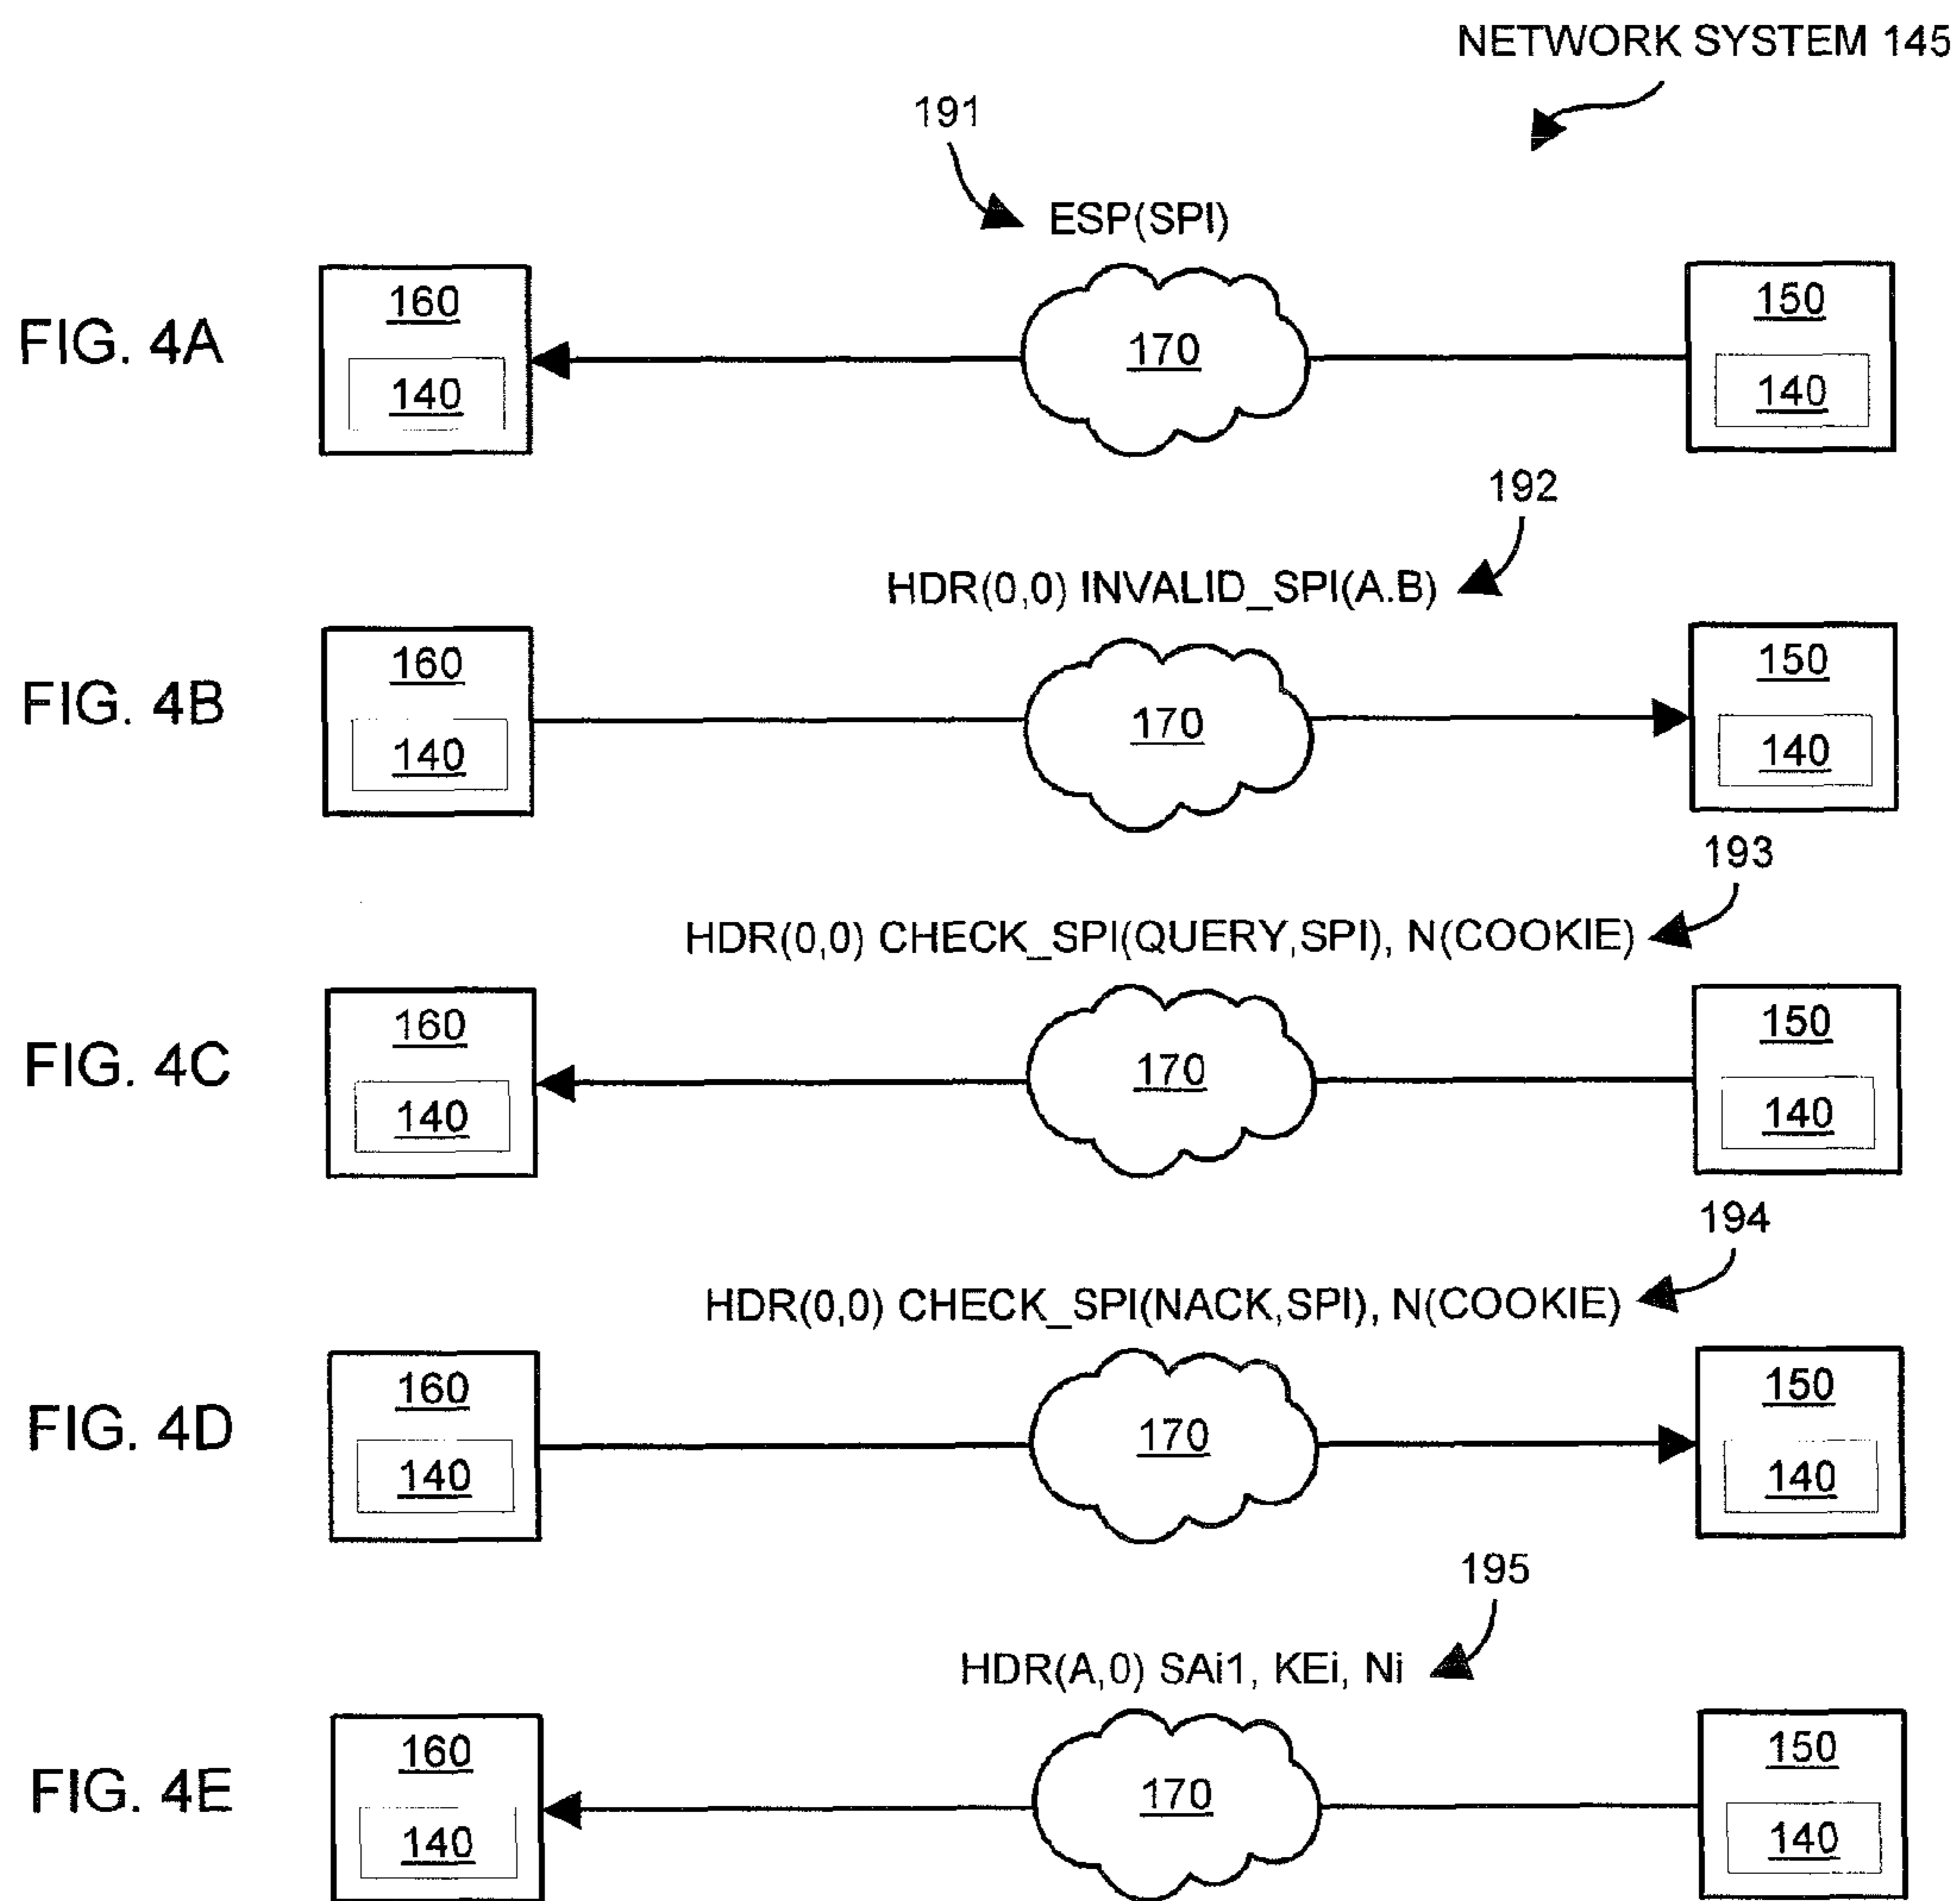 NETWORK SYSTEM 145
191
ESP(SPI)
FIG. 4A
160
140
170
150
140
192
HDR(0,0) INVALID_SPI(A.B)
FIG. 4B
160
140
170
150
140
193
HDR(0,0) CHECK_SPI(QUERY,SPI), N(COOKIE)
FIG. 4C
160
140
170
150
140
194
HDR(0,0) CHECK_SPI(NACK,SPI), N(COOKIE)
FIG. 4D
160
140
170
150
140
195
HDR(A,0) SAi1, KEi, Ni
FIG. 4E
160
140
170
150
140